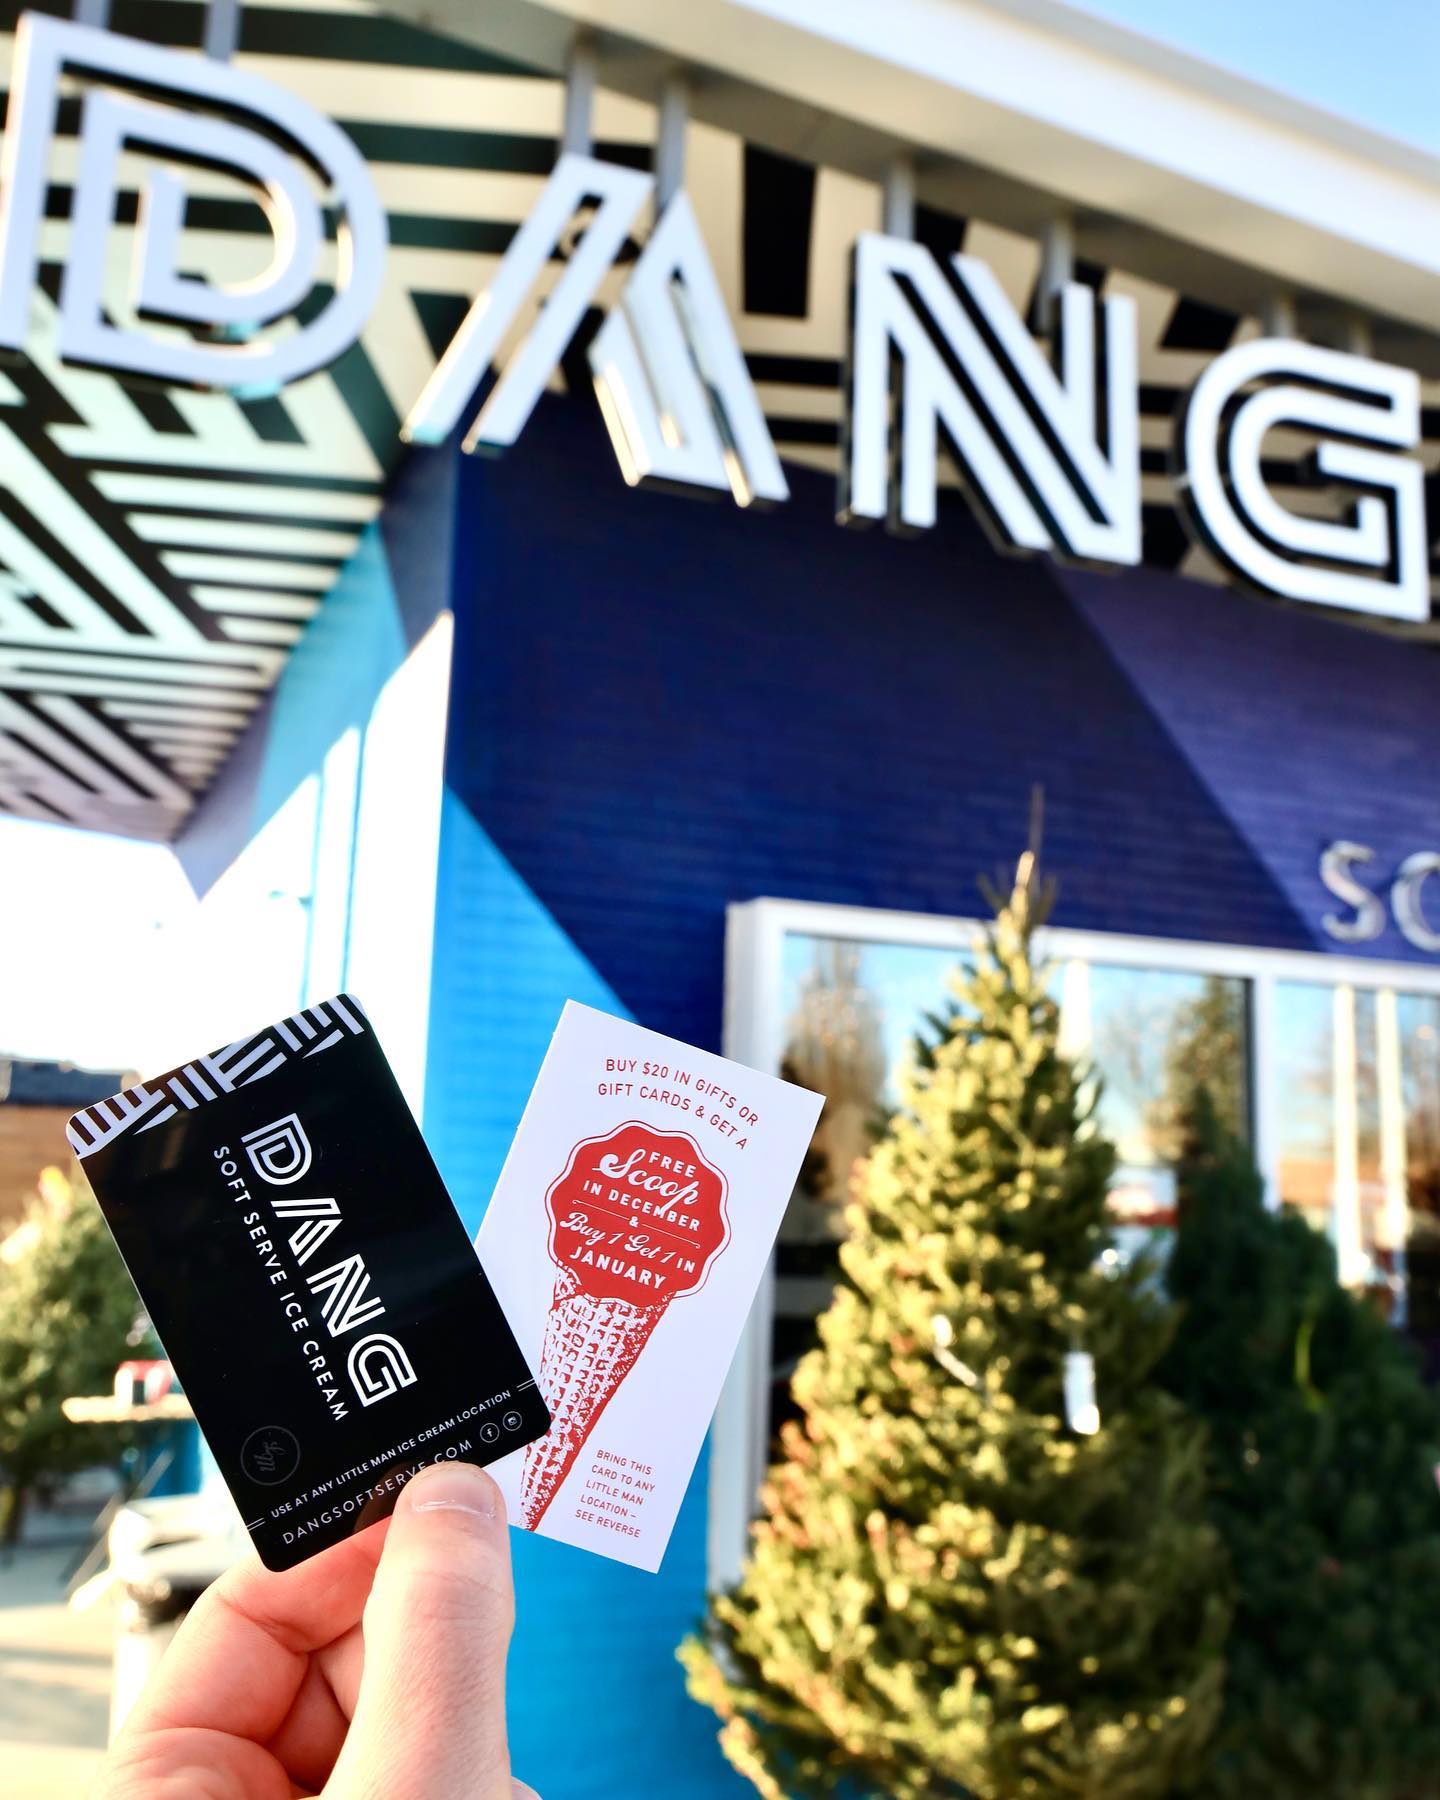 DANG
DANG
SOFT SERVE ICE CREAM
USE AT ANY LITTLE MAN ICE CREAM LOCATION
DANGSOFTSERVE.COM
BUY $20 IN GIFTS OR
GIFT CARDS & GET A
FREE
Scoop
IN DECEMBER
&
Buy 1 Get 1 IN
JANUARY
BRING THIS
CARD TO ANY
LITTLE MAN
LOCATION –
SEE REVERSE